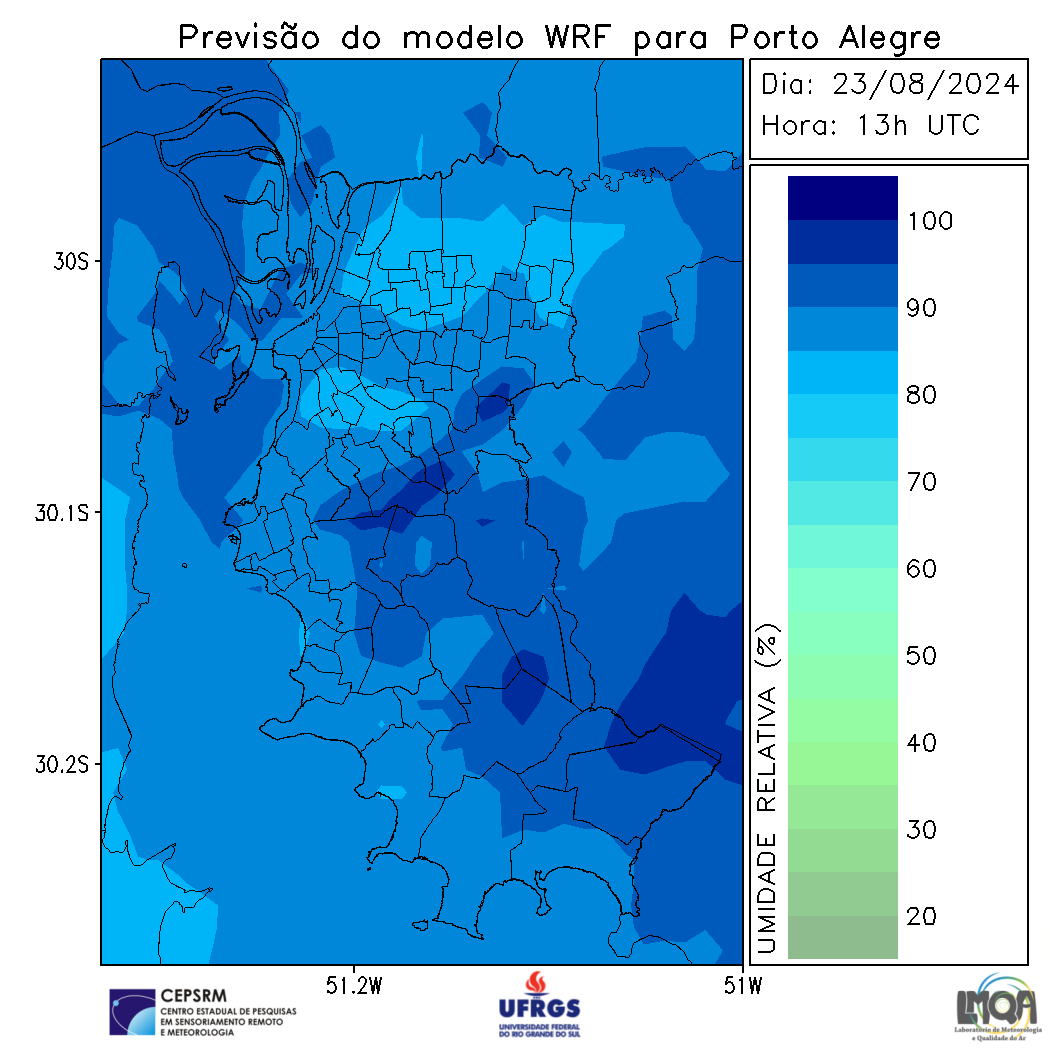 Previsão do modelo WRF para Porto Alegre
Dia: 23/08/2024
Hora: 13h UTC
30S
30.1S
30.2S
51.2W
51W
100
90
80
70
60
50
40
30
20
UMIDADE RELATIVA (%)
CEPSRM
CENTRO ESTADUAL DE PESQUISAS
EM SENSORIAMENTO REMOTO
E METEOROLOGIA
UFRGS
UNIVERSIDADE FEDERAL
DO RIO GRANDE DO SUL
LMQA
Laboratório de Meteorologia
e Qualidade do Ar